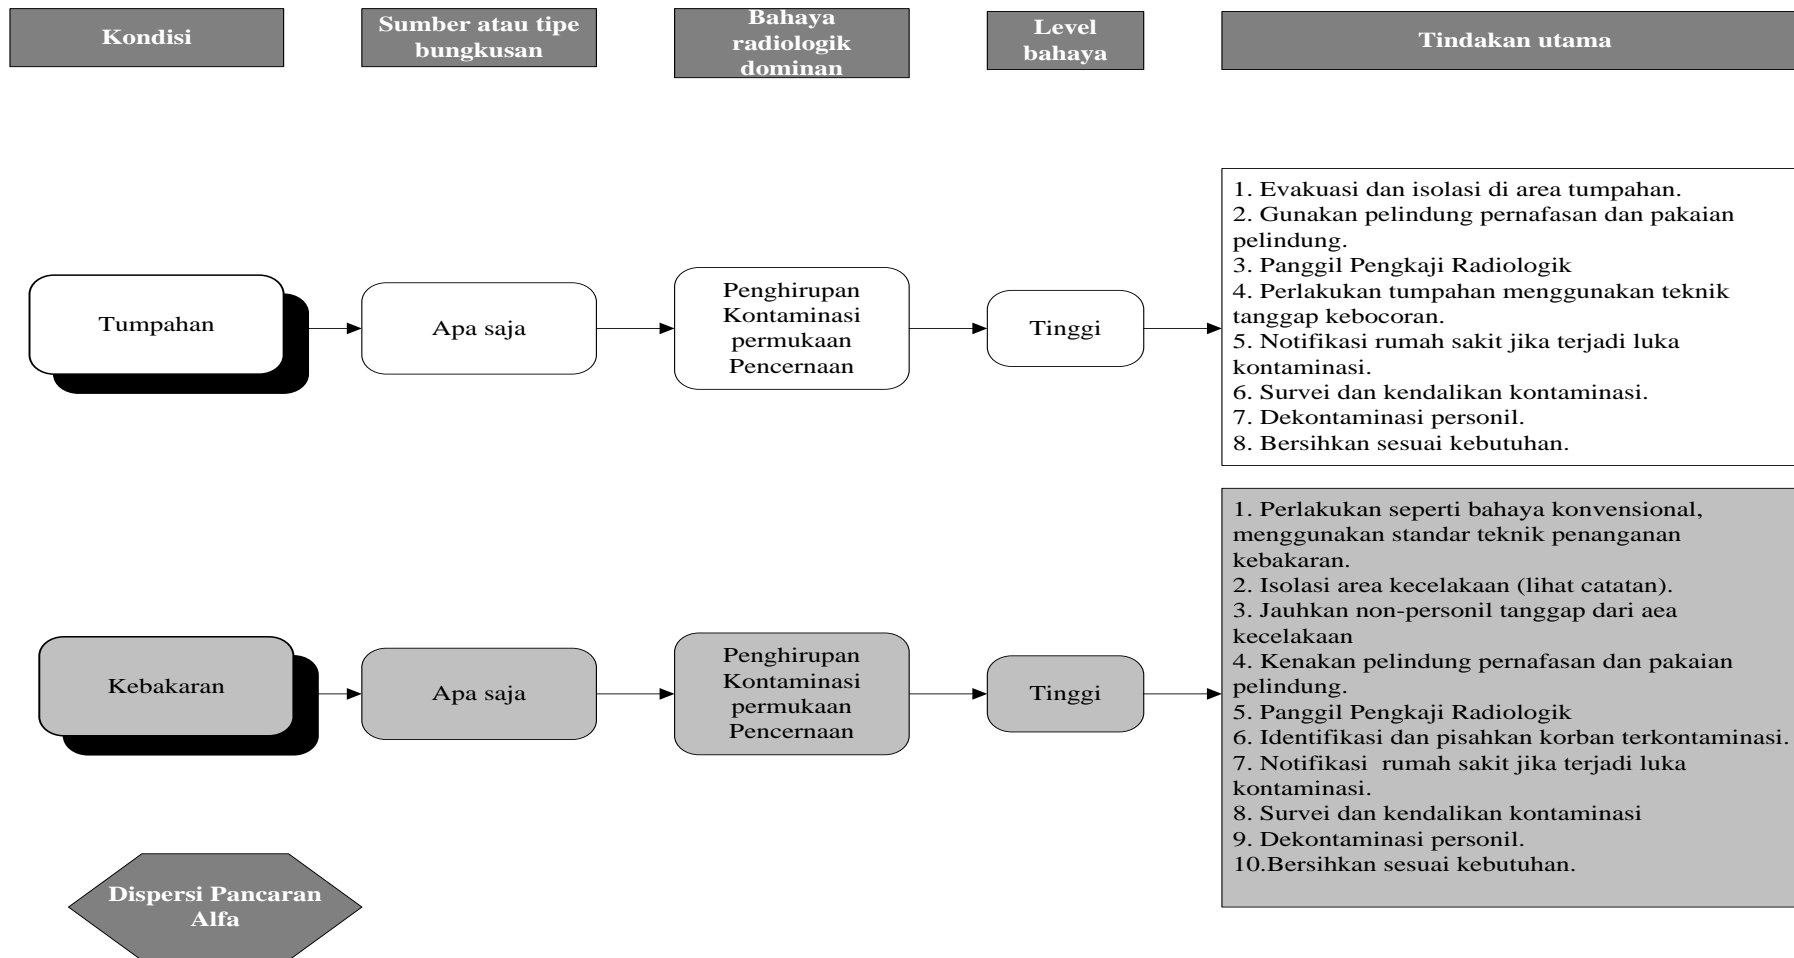 Kondisi
Sumber atau tipe
bungkusan
Bahaya
radiologik
dominan
Level
bahaya
Tindakan utama
Tumpahan
Apa saja
Penghirupan
Kontaminasi
permukaan
Pencernaan
Tinggi
1. Evakuasi dan isolasi di area tumpahan.
2. Gunakan pelindung pernafasan dan pakaian
pelindung.
3. Panggil Pengkaji Radiologik
4. Perlakukan tumpahan menggunakan teknik
tanggap kebocoran.
5. Notifikasi rumah sakit jika terjadi luka
kontaminasi.
6. Survei dan kendalikan kontaminasi.
7. Dekontaminasi personil.
8. Bersihkan sesuai kebutuhan.
Kebakaran
Apa saja
Penghirupan
Kontaminasi
permukaan
Pencernaan
Tinggi
1. Perlakukan seperti bahaya konvensional,
menggunakan standar teknik penanganan
kebakaran.
2. Isolasi area kecelakaan (lihat catatan).
3. Jauhkan non-personil tanggap dari aea
kecelakaan
4. Kenakan pelindung pernafasan dan pakaian
pelindung.
5. Panggil Pengkaji Radiologik
6. Identifikasi dan pisahkan korban terkontaminasi.
7. Notifikasi  rumah sakit jika terjadi luka
kontaminasi.
8. Survei dan kendalikan kontaminasi
9. Dekontaminasi personil.
10.Bersihkan sesuai kebutuhan.
Dispersi Pancaran
Alfa